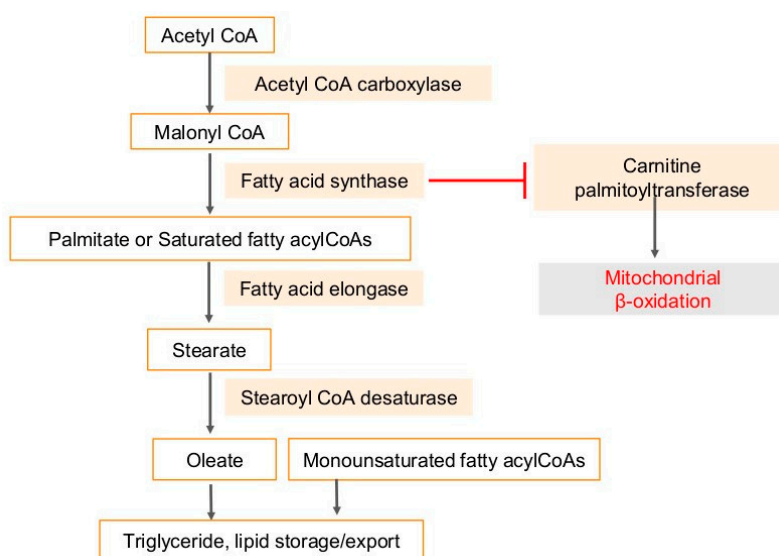 Acetyl CoA
Acetyl CoA carboxylase
Malonyl CoA
Fatty acid synthase
Carnitine
palmitoyltransferase
Palmitate or Saturated fatty acylCoAs
Fatty acid elongase
Mitochondrial
β-oxidation
Stearate
Stearoyl CoA desaturase
Oleate
Monounsaturated fatty acylCoAs
Triglyceride, lipid storage/export